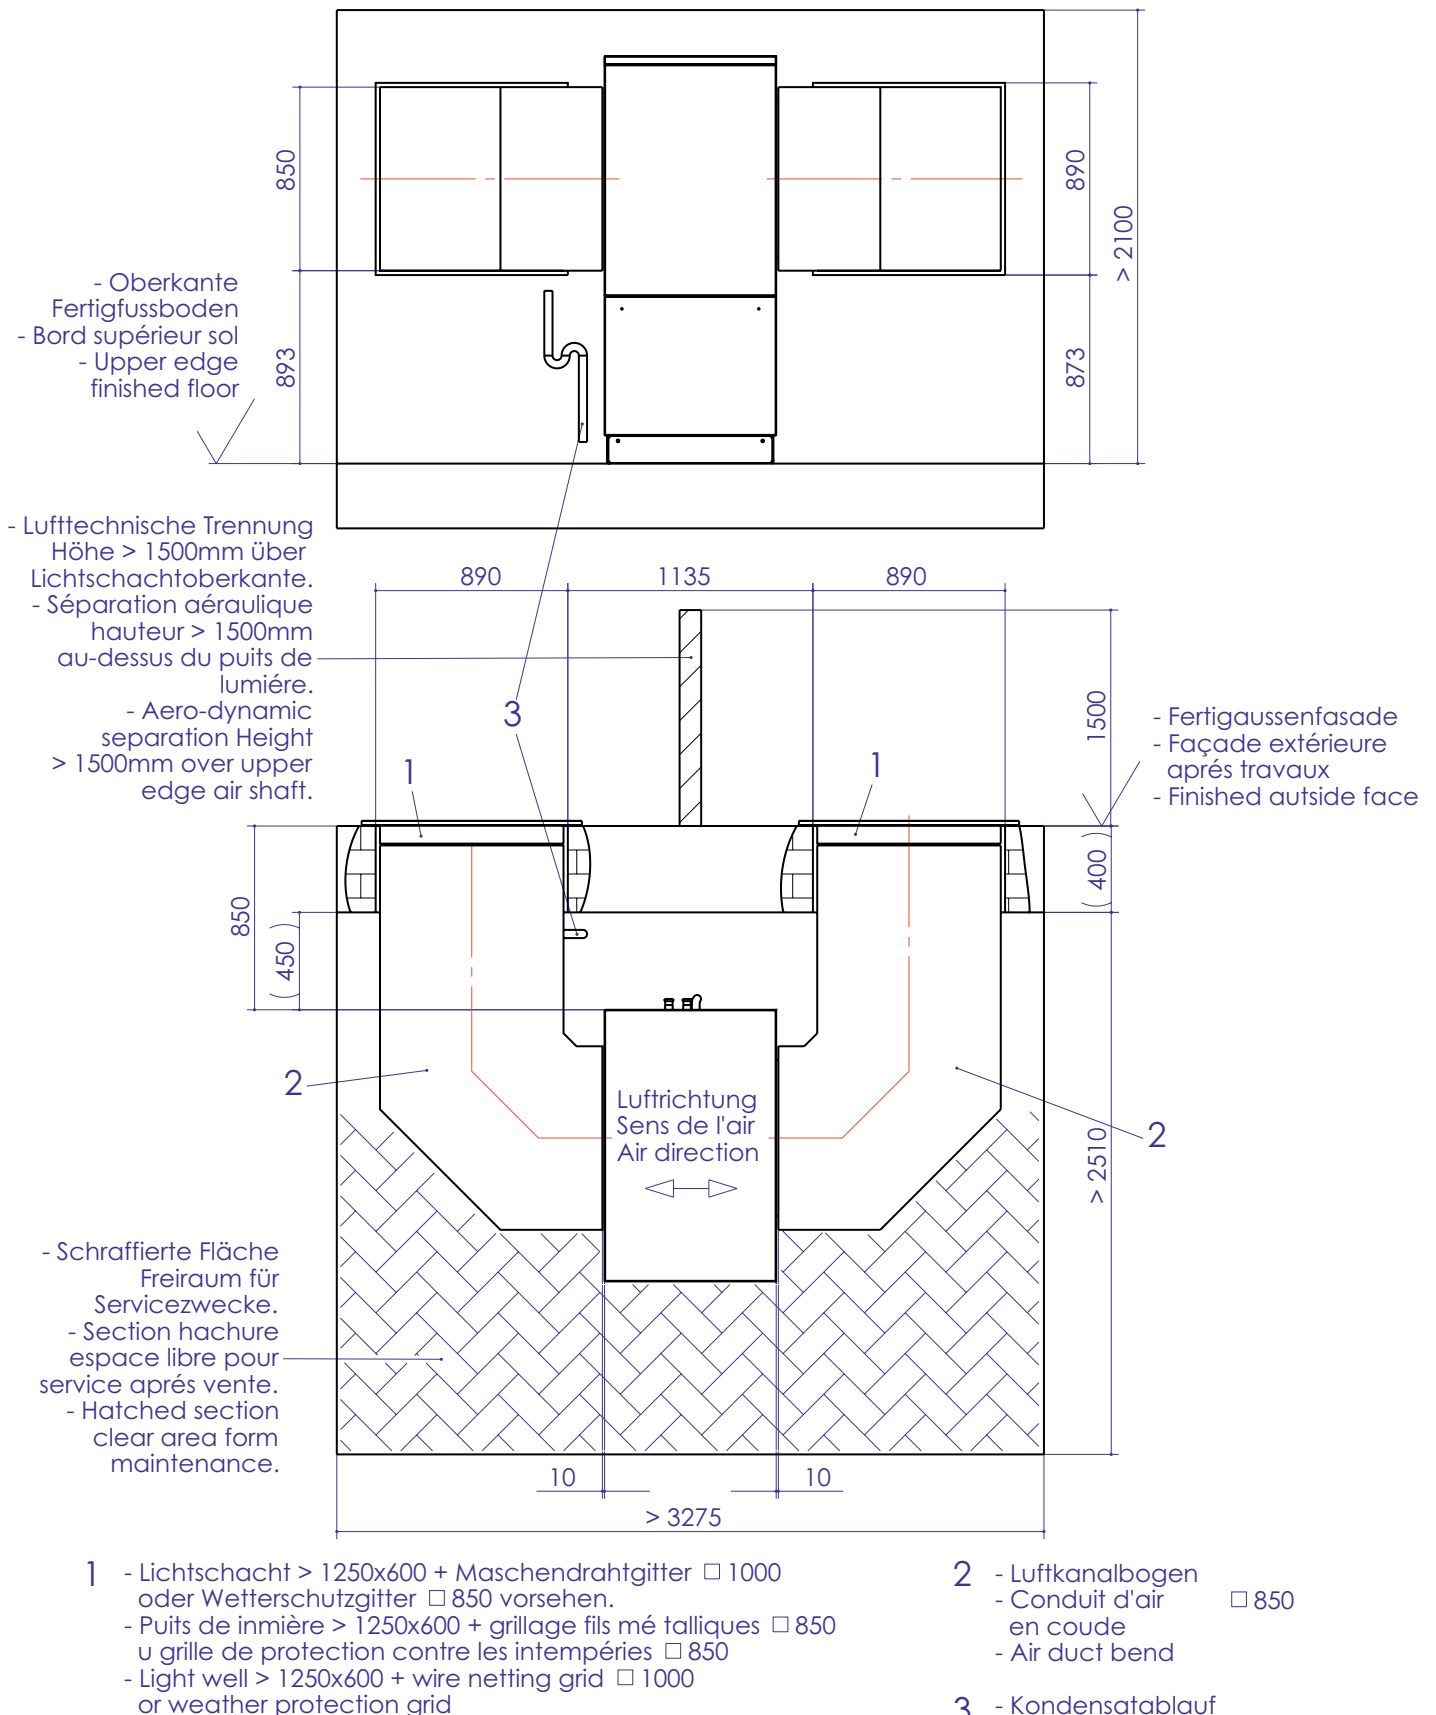 850
890
> 2100
- Oberkante
Fertigfussboden
- Bord supérieur sol
- Upper edge
finished floor
893
873
- Lufttechnische Trennung
Höhe > 1500mm über
Lichtschachtoberkante.
- Séparation aéraulique
hauteur > 1500mm
au-dessus du puits de
lumiére.
- Aero-dynamic
separation Height
> 1500mm over upper
edge air shaft.
890
1135
890
3
1
1
1500
- Fertigaussenfasade
- Façade extérieure
aprés travaux
- Finished autside face
850
(450)
(400)
2
2
Luftrichtung
Sens de l'air
Air direction
> 2510
- Schraffierte Fläche
Freiraum für
Servicezwecke.
- Section hachure
espace libre pour
service aprés vente.
- Hatched section
clear area form
maintenance.
10
10
> 3275
1 - Lichtschacht > 1250x600 + Maschendrahtgitter □ 1000
oder Wetterschutzgitter □ 850 vorsehen.
- Puits de inmière > 1250x600 + grillage fils mé talliques □ 850
u grille de protection contre les intempéries □ 850
- Light well > 1250x600 + wire netting grid □ 1000
or weather protection grid
2 - Luftkanalbogen
- Conduit d'air □ 850
en coude
- Air duct bend
3 - Kondensatablauf